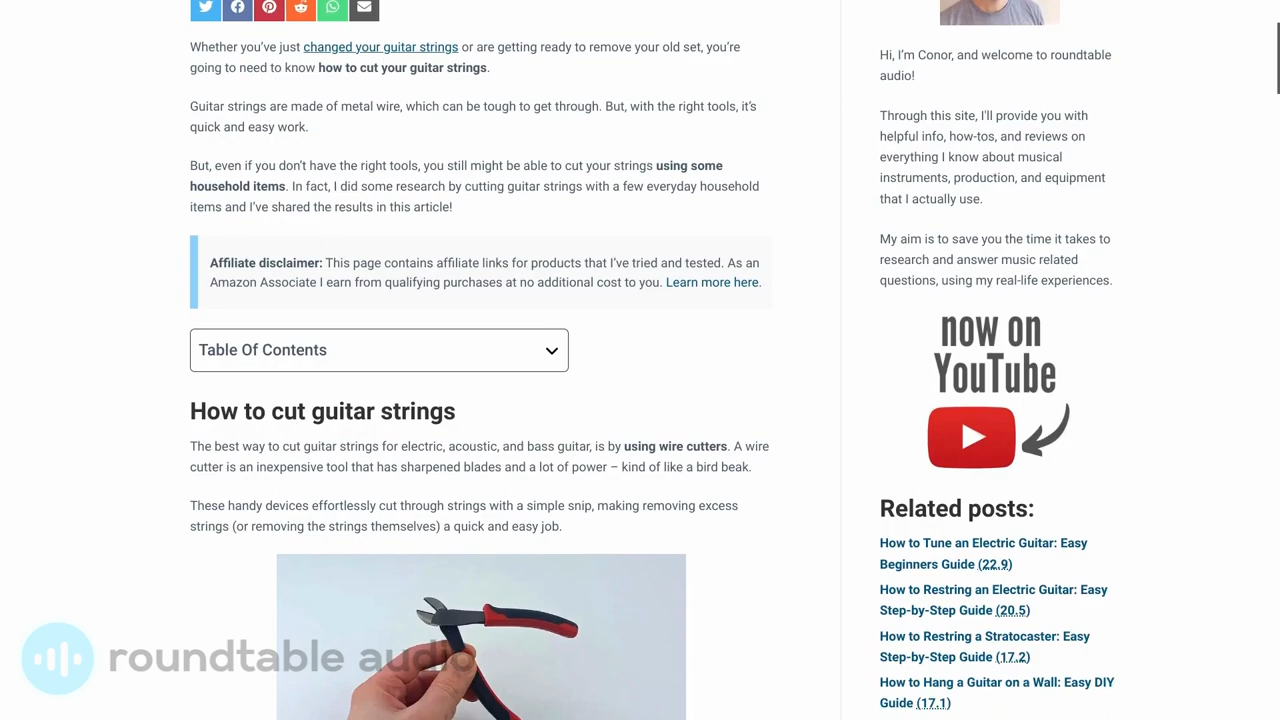 Whether you've just changed your guitar strings or are getting ready to remove your old set, you're
going to need to know how to cut your guitar strings.
Guitar strings are made of metal wire, which can be tough to get through. But, with the right tools, it's
quick and easy work.
But, even if you don't have the right tools, you still might be able to cut your strings using some
household items. In fact, I did some research by cutting guitar strings with a few everyday household
items and I've shared the results in this article!
Affiliate disclaimer: This page contains affiliate links for products that I've tried and tested. As an
Amazon Associate I earn from qualifying purchases at no additional cost to you. Learn more here.
Table Of Contents
How to cut guitar strings
The best way to cut guitar strings for electric, acoustic, and bass guitar, is by using wire cutters. A wire
cutter is an inexpensive tool that has sharpened blades and a lot of power – kind of like a bird beak.
These handy devices effortlessly cut through strings with a simple snip, making removing excess
strings (or removing the strings themselves) a quick and easy job.
roundtable audio
Hi, I'm Conor, and welcome to roundtable
audio!
Through this site, I'll provide you with
helpful info, how-tos, and reviews on
everything I know about musical
instruments, production, and equipment
that I actually use.
My aim is to save you the time it takes to
research and answer music related
questions, using my real-life experiences.
now on
YouTube
Related posts:
How to Tune an Electric Guitar: Easy
Beginners Guide (22.9)
How to Restring an Electric Guitar: Easy
Step-by-Step Guide (20.5)
How to Restring a Stratocaster: Easy
Step-by-Step Guide (17.2)
How to Hang a Guitar on a Wall: Easy DIY
Guide (17.1)